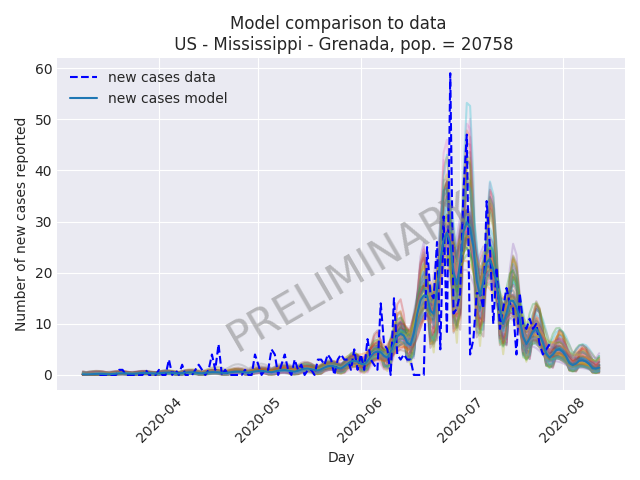 Model comparison to data
US - Mississippi - Grenada, pop. = 20758
new cases data
new cases model
60
50
40
30
20
10
0
Number of new cases reported
PRELIMINARY
2020-04
2020-05
2020-06
2020-07
2020-08
Day